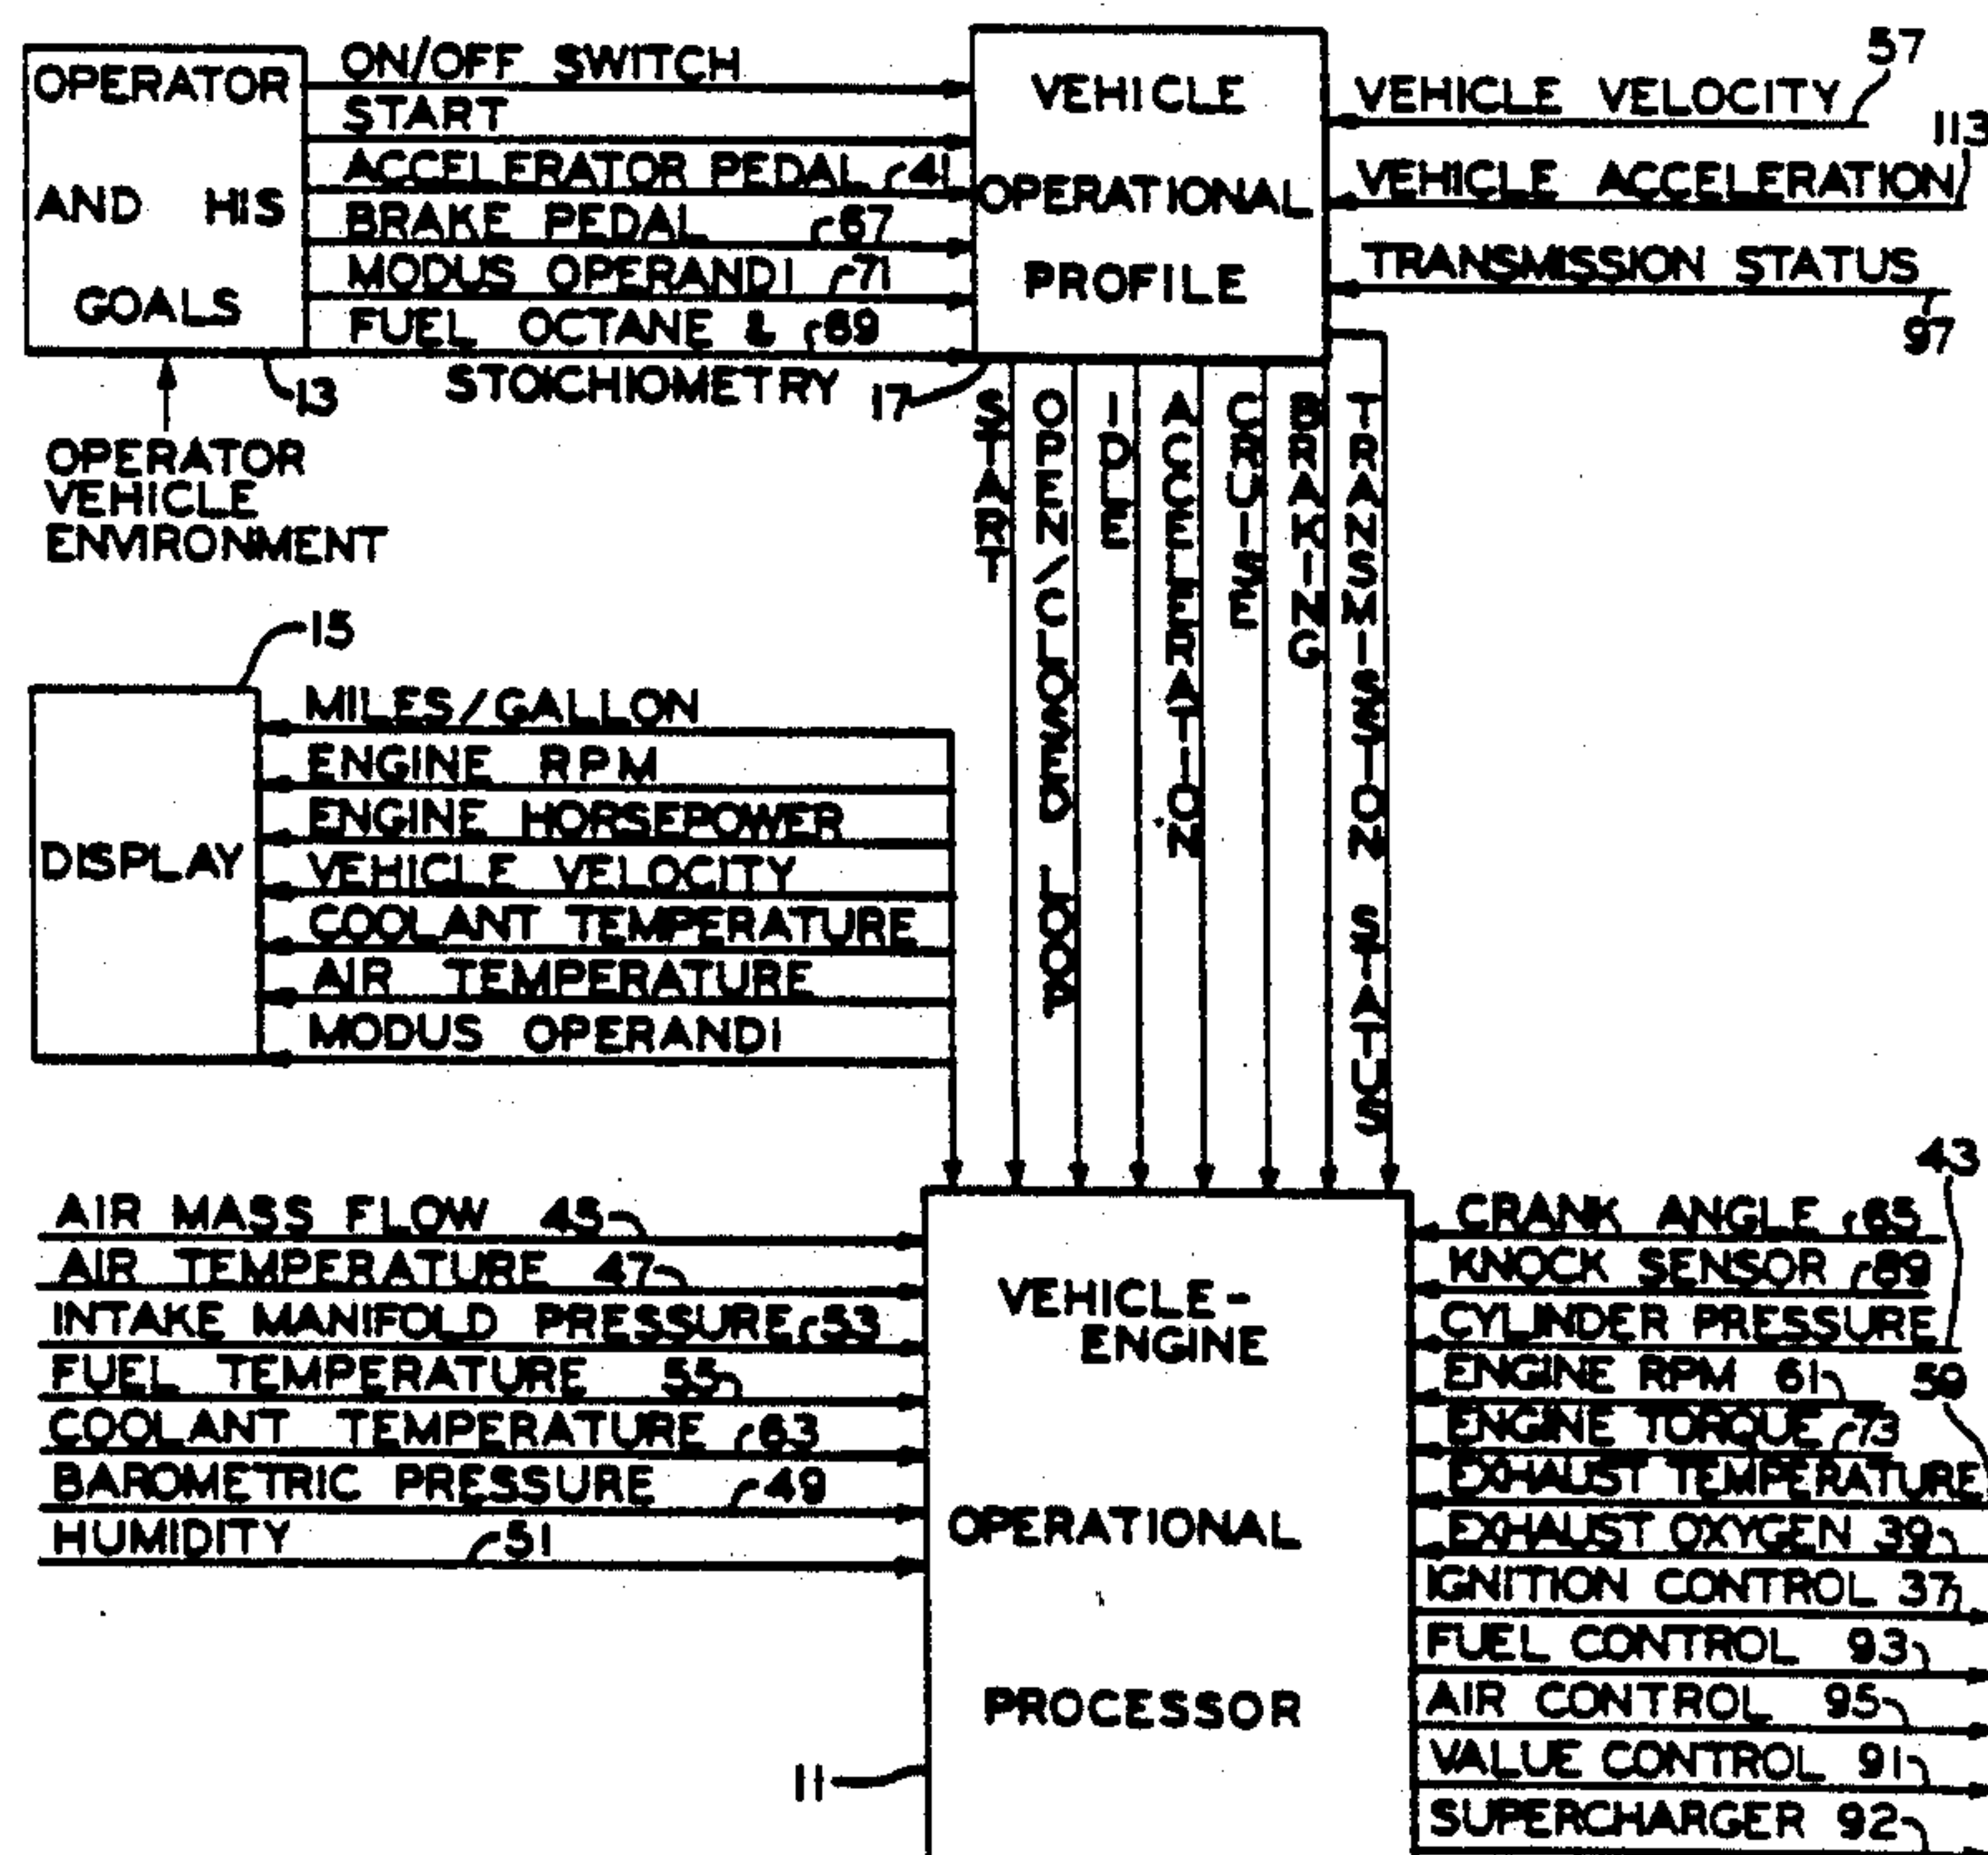 OPERATOR
AND HIS
GOALS
13
OPERATOR
VEHICLE
ENVIRONMENT
ON/OFF SWITCH
START
ACCELERATOR PEDAL 41
BRAKE PEDAL 67
MODUS OPERANDI 71
FUEL OCTANE & 69
STOICHIOMETRY
VEHICLE
OPERATIONAL
PROFILE
17
VEHICLE VELOCITY
57
VEHICLE ACCELERATION
113
TRANSMISSION STATUS
97
START
OPEN/CLOSED LOOP
IDLE
ACCELERATION
CRUISE
BRAKING
TRANSMISSION STATUS
15
DISPLAY
MILES/GALLON
ENGINE RPM
ENGINE HORSEPOWER
VEHICLE VELOCITY
COOLANT TEMPERATURE
AIR TEMPERATURE
MODUS OPERANDI
AIR MASS FLOW 45
AIR TEMPERATURE 47
INTAKE MANIFOLD PRESSURE 53
FUEL TEMPERATURE 55
COOLANT TEMPERATURE 63
BAROMETRIC PRESSURE 49
HUMIDITY 51
VEHICLE-
ENGINE
OPERATIONAL
PROCESSOR
11
CRANK ANGLE 65
KNOCK SENSOR 89
CYLINDER PRESSURE
43
ENGINE RPM 61
ENGINE TORQUE 73
EXHAUST TEMPERATURE
59
EXHAUST OXYGEN 39
IGNITION CONTROL 37
FUEL CONTROL 93
AIR CONTROL 95
VALUE CONTROL 91
SUPERCHARGER 92